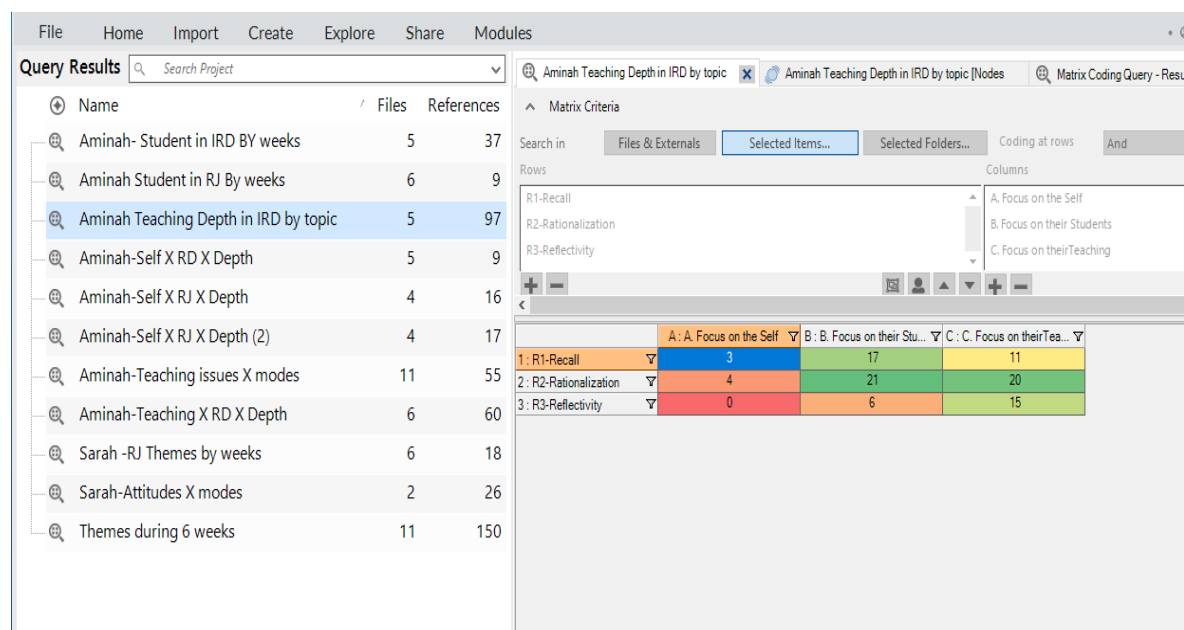 File Home Import Create Explore Share Modules
Query Results Search Project
Name Files References
Aminah- Student in IRD BY weeks 5 37
Aminah Student in RJ By weeks 6 9
Aminah Teaching Depth in IRD by topic 5 97
Aminah-Self X RD X Depth 5 9
Aminah-Self X RJ X Depth 4 16
Aminah-Self X RJ X Depth (2) 4 17
Aminah-Teaching issues X modes 11 55
Aminah-Teaching X RD X Depth 6 60
Sarah -RJ Themes by weeks 6 18
Sarah-Attitudes X modes 2 26
Themes during 6 weeks 11 150
Aminah Teaching Depth in IRD by topic Aminah Teaching Depth in IRD by topic [Nodes Matrix Coding Query - Resu
Matrix Criteria
Search in Files & Externals Selected Items... Selected Folders... Coding at rows And
Rows Columns
R1-Recall A. Focus on the Self
R2-Rationalization B. Focus on their Students
R3-Reflectivity C. Focus on theirTeaching
A : A. Focus on the Self B : B. Focus on their Stu... C : C. Focus on theirTea...
1 : R1-Recall 3 17 11
2 : R2-Rationalization 4 21 20
3 : R3-Reflectivity 0 6 15